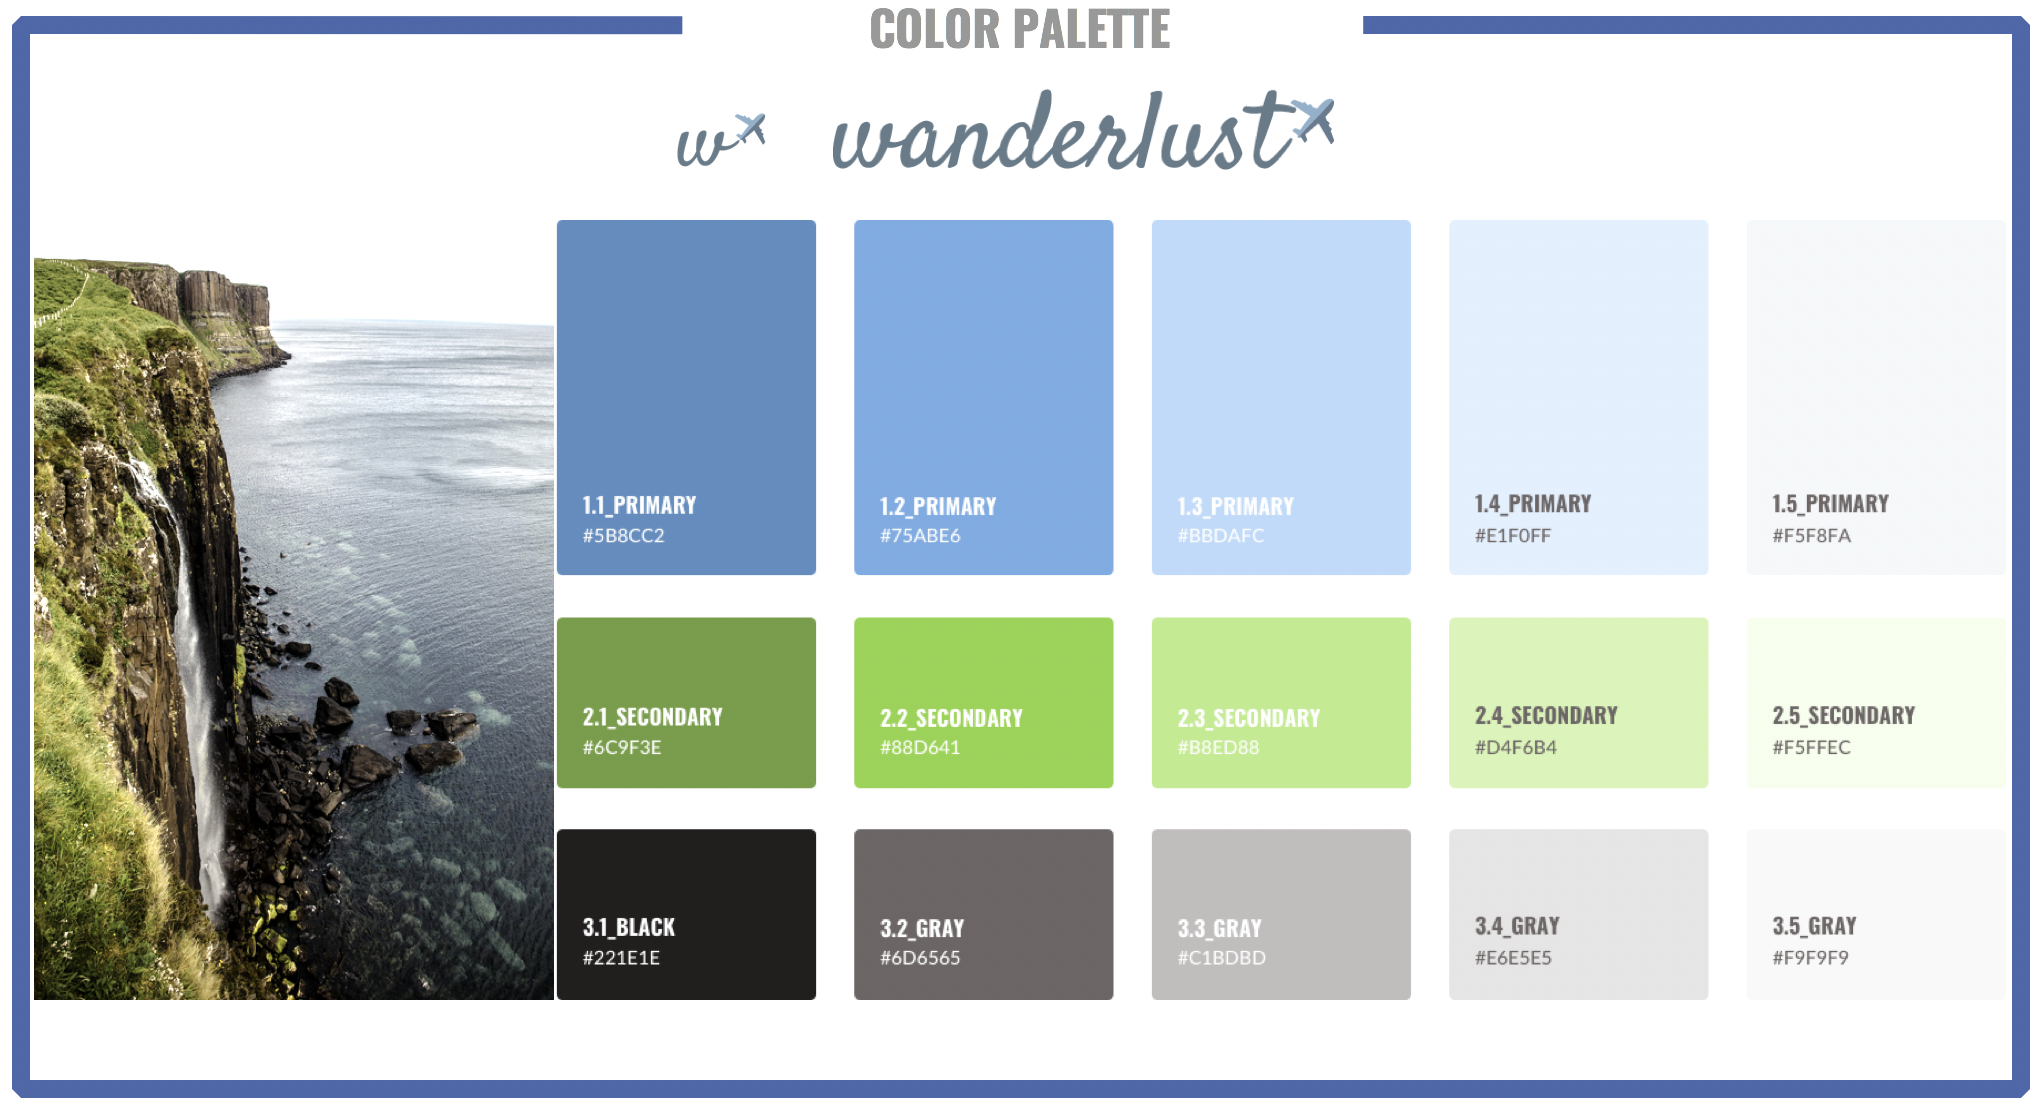 COLOR PALETTE
w
wanderlust
1.1_PRIMARY
#5B8CC2
1.2_PRIMARY
#75ABE6
1.3_PRIMARY
#BBDAFC
1.4_PRIMARY
#E1F0FF
1.5_PRIMARY
#F5F8FA
2.1_SECONDARY
#6C9F3E
2.2_SECONDARY
#88D641
2.3_SECONDARY
#B8ED88
2.4_SECONDARY
#D4F6B4
2.5_SECONDARY
#F5FFEC
3.1_BLACK
#221E1E
3.2_GRAY
#6D6565
3.3_GRAY
#C1BDBD
3.4_GRAY
#E6E5E5
3.5_GRAY
#F9F9F9